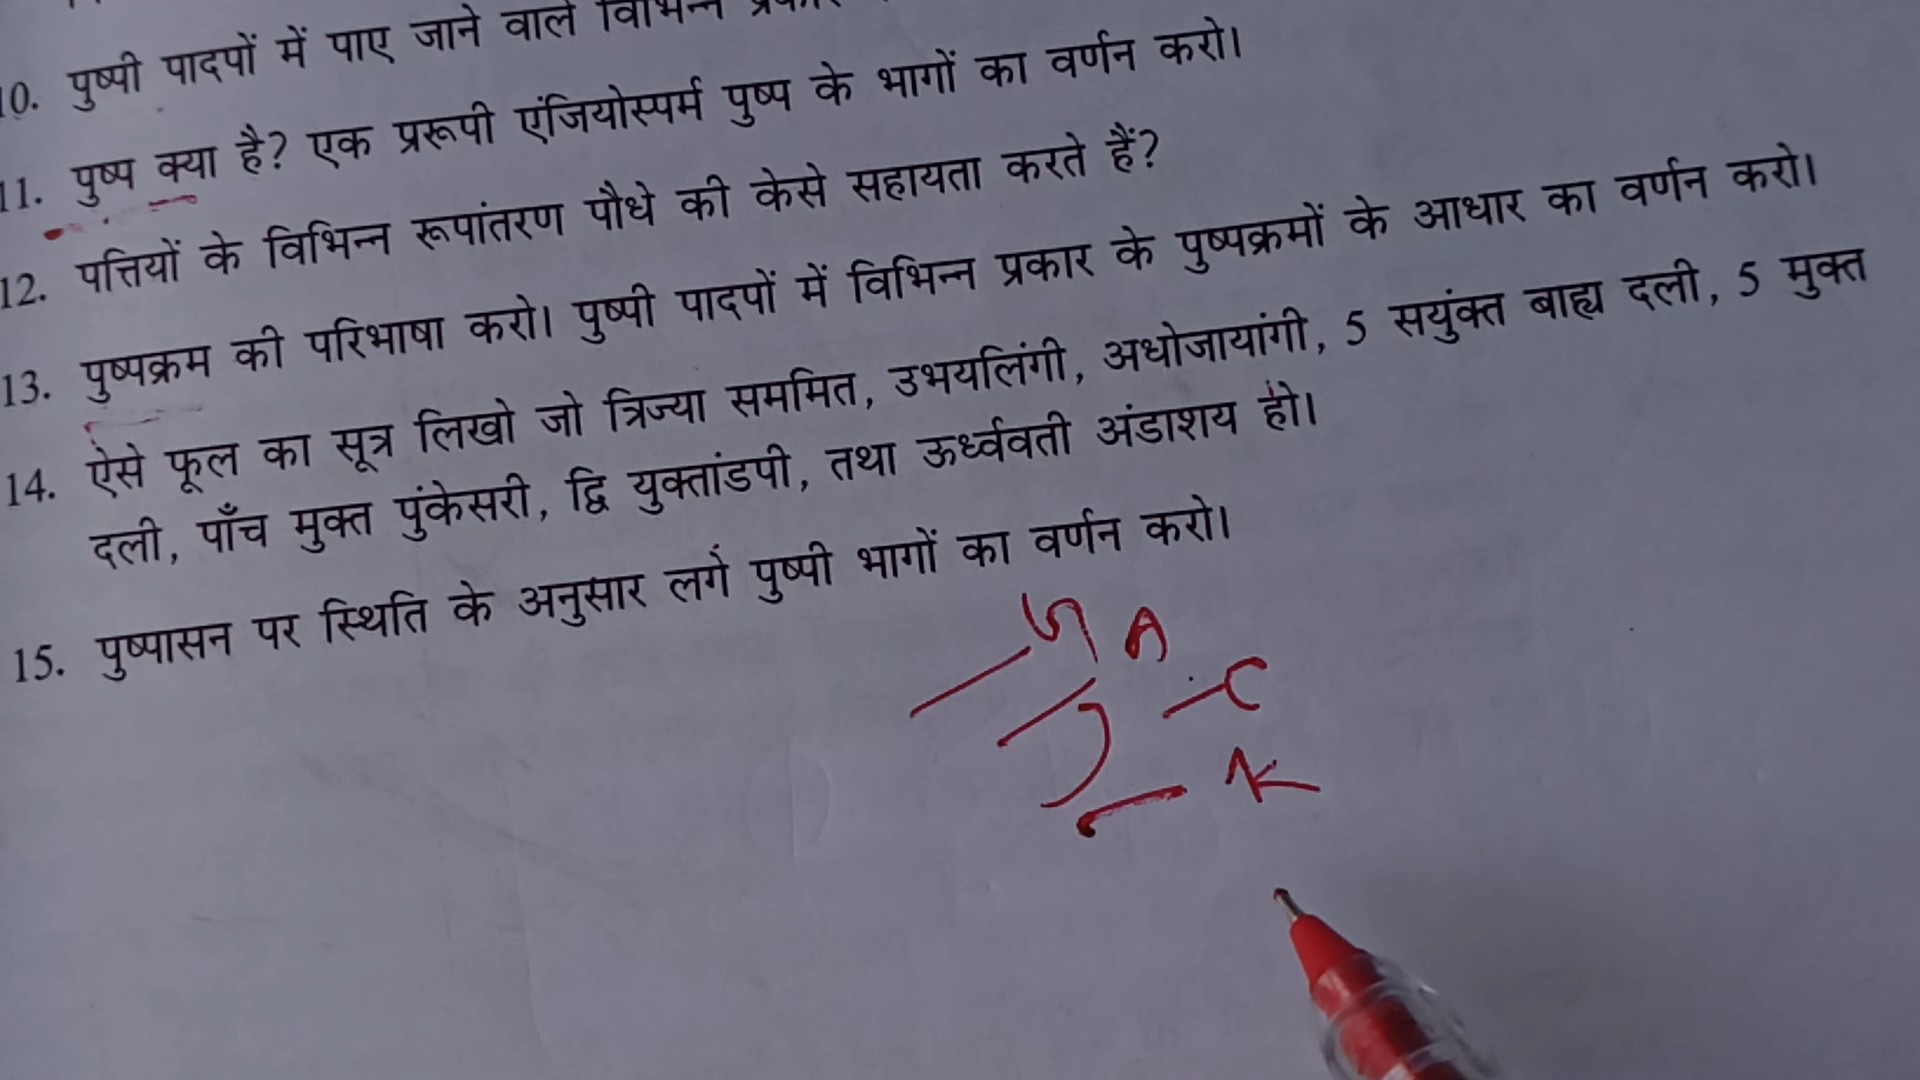 10. पुष्पी पादपों में पाए जाने वाले विभिन्न
11. पुष्प क्या है? एक प्ररूपी एंजियोस्पर्म पुष्प के भागों का वर्णन करो।
12. पत्तियों के विभिन्न रूपांतरण पौधे की केसे सहायता करते हैं?
13. पुष्पक्रम की परिभाषा करो। पुष्पी पादपों में विभिन्न प्रकार के पुष्पक्रमों के आधार का वर्णन करो।
14. ऐसे फूल का सूत्र लिखो जो त्रिज्या सममित, उभयलिंगी, अधोजायांगी, 5 सयुंक्त बाह्य दली, 5 मुक्त
दली, पाँच मुक्त पुंकेसरी, द्वि युक्तांडपी, तथा ऊर्ध्ववर्ती अंडाशय हो।
15. पुष्पासन पर स्थिति के अनुसार लगे पुष्पी भागों का वर्णन करो।
A
C
K